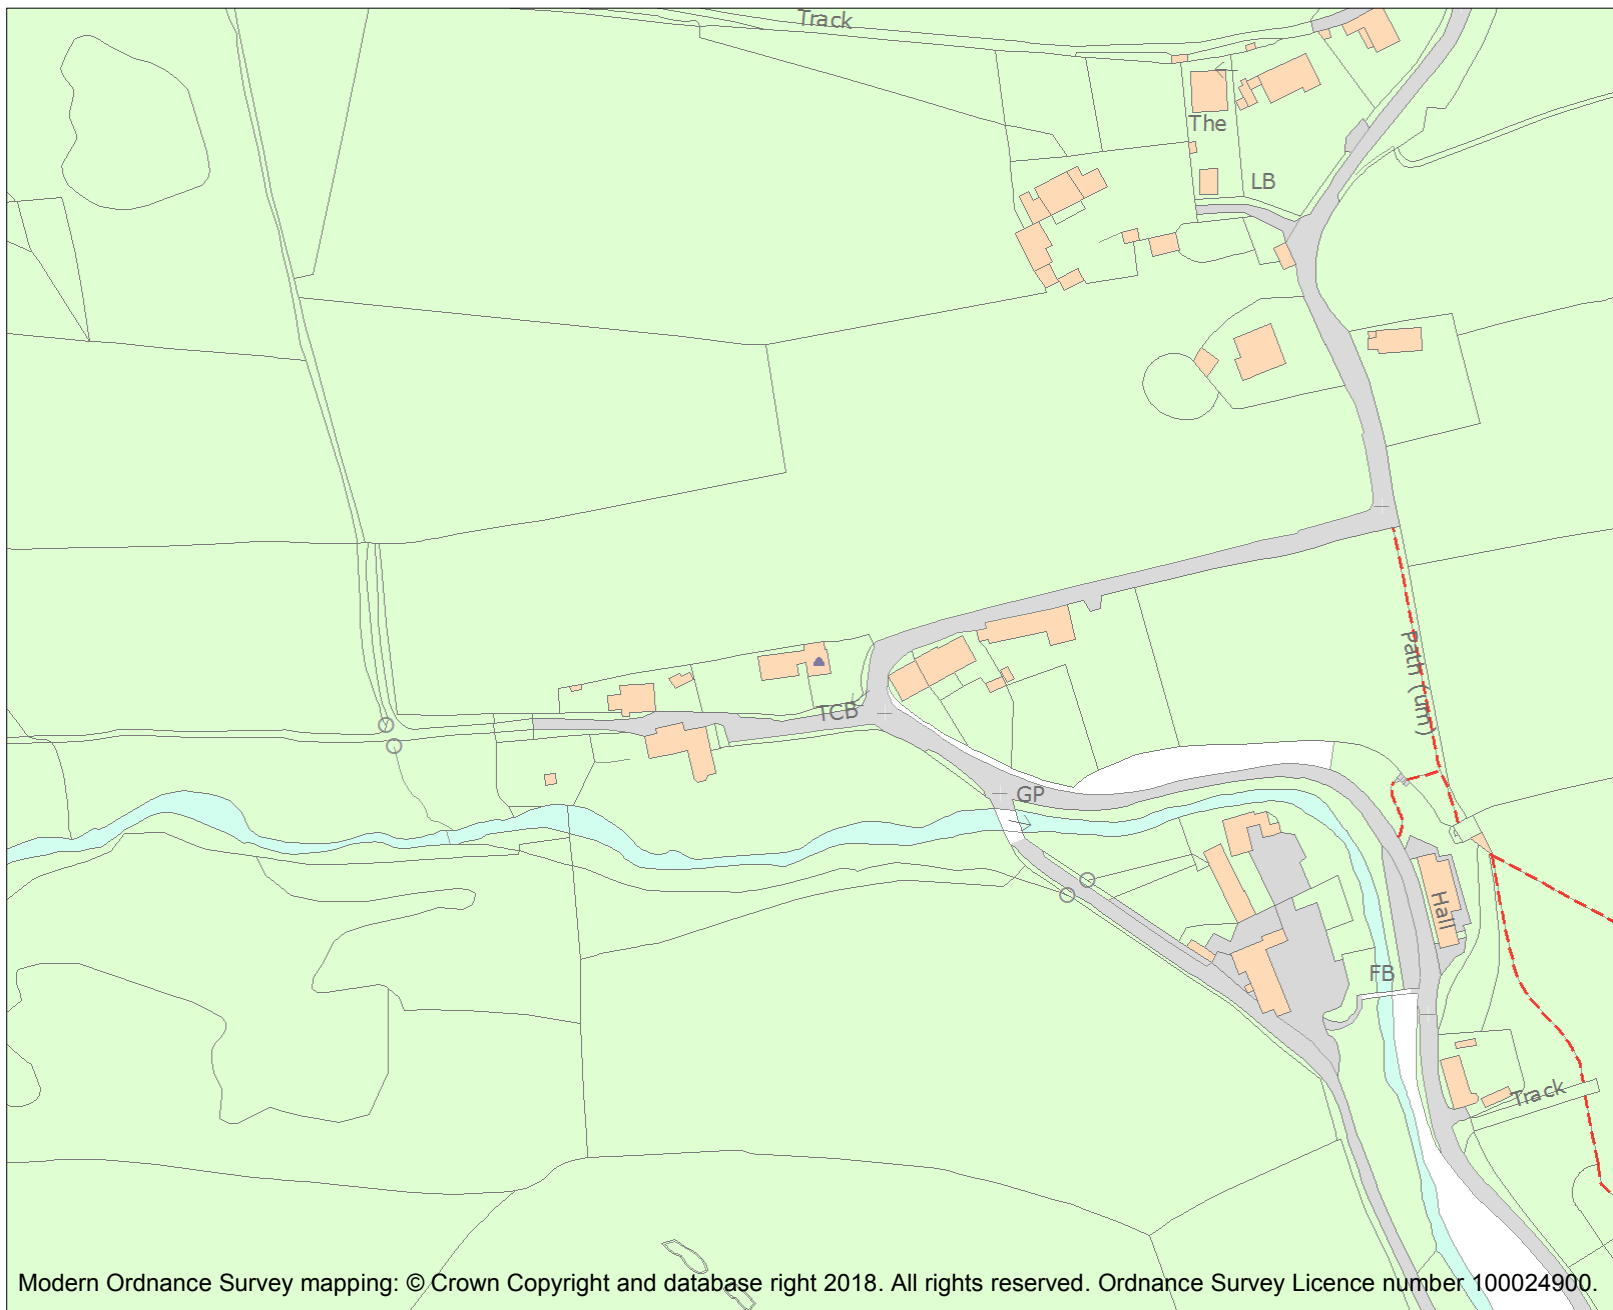 Track
The
LB
TCB
Path (um)
GP
Hall
FB
Track
Modern Ordnance Survey mapping: © Crown Copyright and database right 2018. All rights reserved. Ordnance Survey Licence number 100024900.